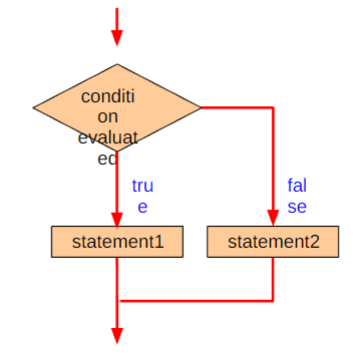 conditi
on
evaluat
ed
tru
e
fal
se
statement1
statement2